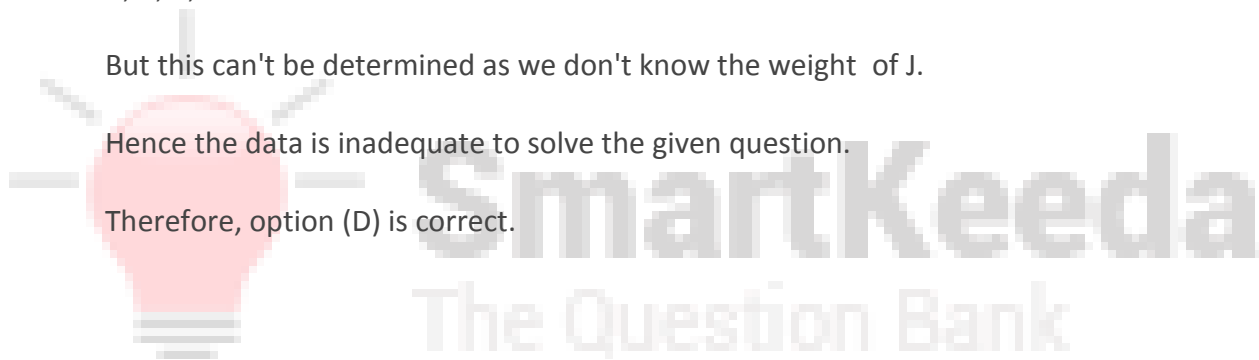 But this can't be determined as we don't know the weight of J.
Hence the data is inadequate to solve the given question.
Therefore, option (D) is correct.
SmartKeeda
The Question Bank